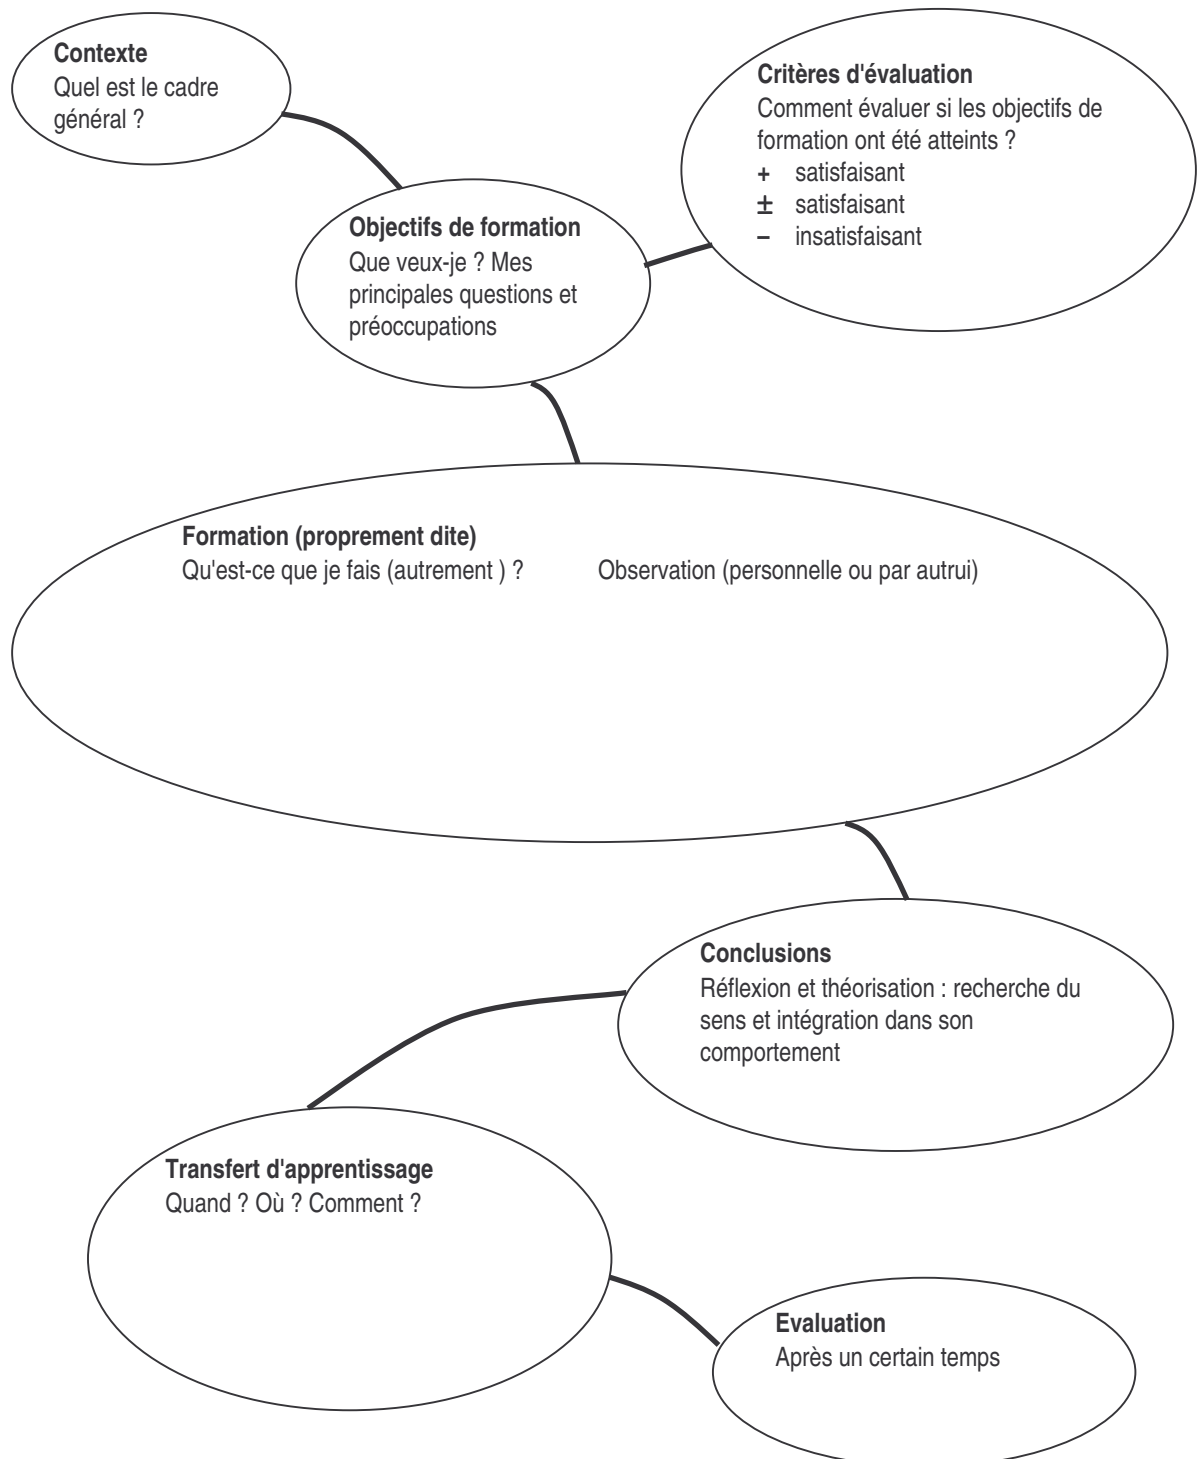 Contexte
Quel est le cadre
général ?
Critères d'évaluation
Comment évaluer si les objectifs de
formation ont été atteints ?
+ satisfaisant
± satisfaisant
– insatisfaisant
Objectifs de formation
Que veux-je ? Mes
principales questions et
préoccupations
Formation (proprement dite)
Qu'est-ce que je fais (autrement ) ? Observation (personnelle ou par autrui)
Conclusions
Réflexion et théorisation : recherche du
sens et intégration dans son
comportement
Transfert d'apprentissage
Quand ? Où ? Comment ?
Evaluation
Après un certain temps